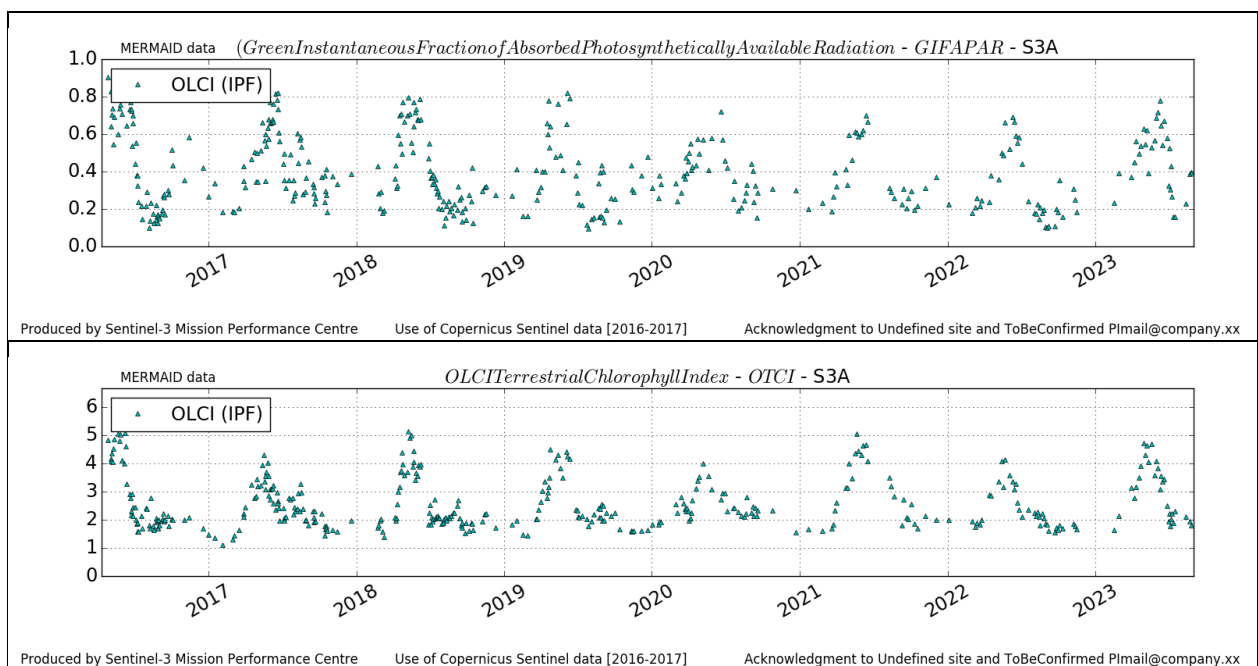 MERMAID data (GreenInstantaneousFractionofAbsorbedPhotosyntheticallyAvailableRadiation - GIFAPAR - S3A
1.0
OLCI (IPF)
0.8
0.6
0.4
0.2
0.0
2017 2018 2019 2020 2021 2022 2023
Produced by Sentinel-3 Mission Performance Centre Use of Copernicus Sentinel data [2016-2017] Acknowledgment to Undefined site and ToBeConfirmed PImail@company.xx
MERMAID data OLCITerrestrialChlorophyllIndex - OTCI - S3A
6
OLCI (IPF)
5
4
3
2
1
0
2017 2018 2019 2020 2021 2022 2023
Produced by Sentinel-3 Mission Performance Centre Use of Copernicus Sentinel data [2016-2017] Acknowledgment to Undefined site and ToBeConfirmed PImail@company.xx